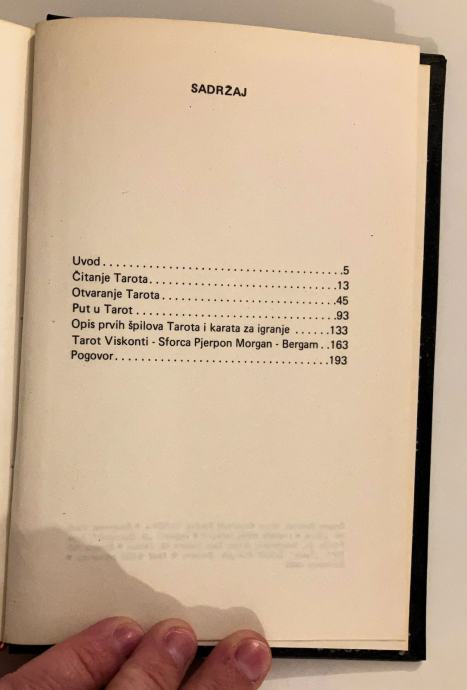 SADRŽAJ
Uvod..................................5
Čitanje Tarota.............................13
Otvaranje Tarota..........................45
Put u Tarot..............................93
Opis prvih špilova Tarota i karata za igranje ......133
Tarot Viskonti - Sforca Pjerpon Morgan - Bergam..163
Pogovor.................................193